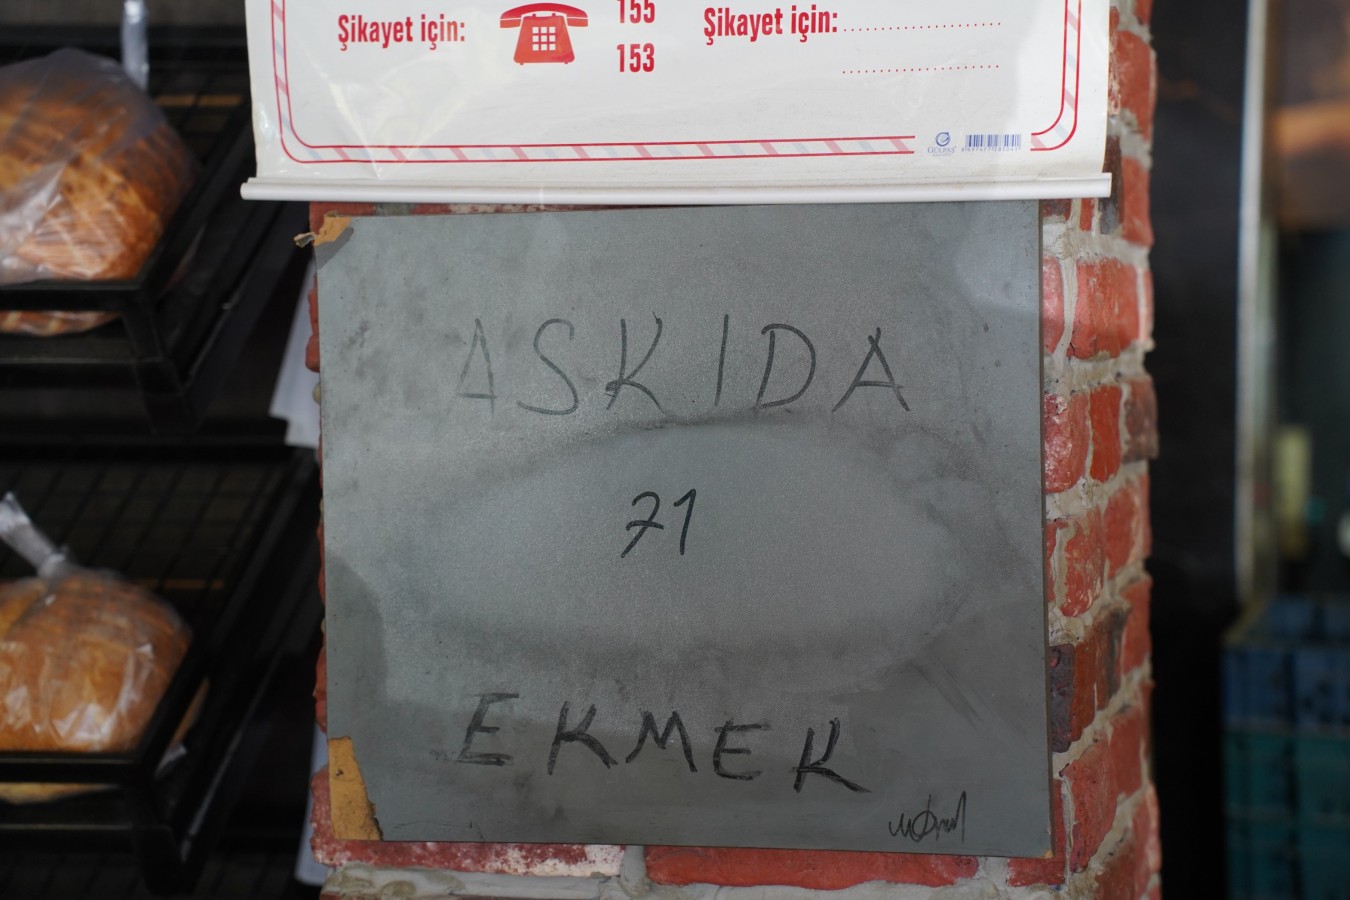 Şikayet için: 155 Şikayet için:
153
ASKIDA
71
EKMEK